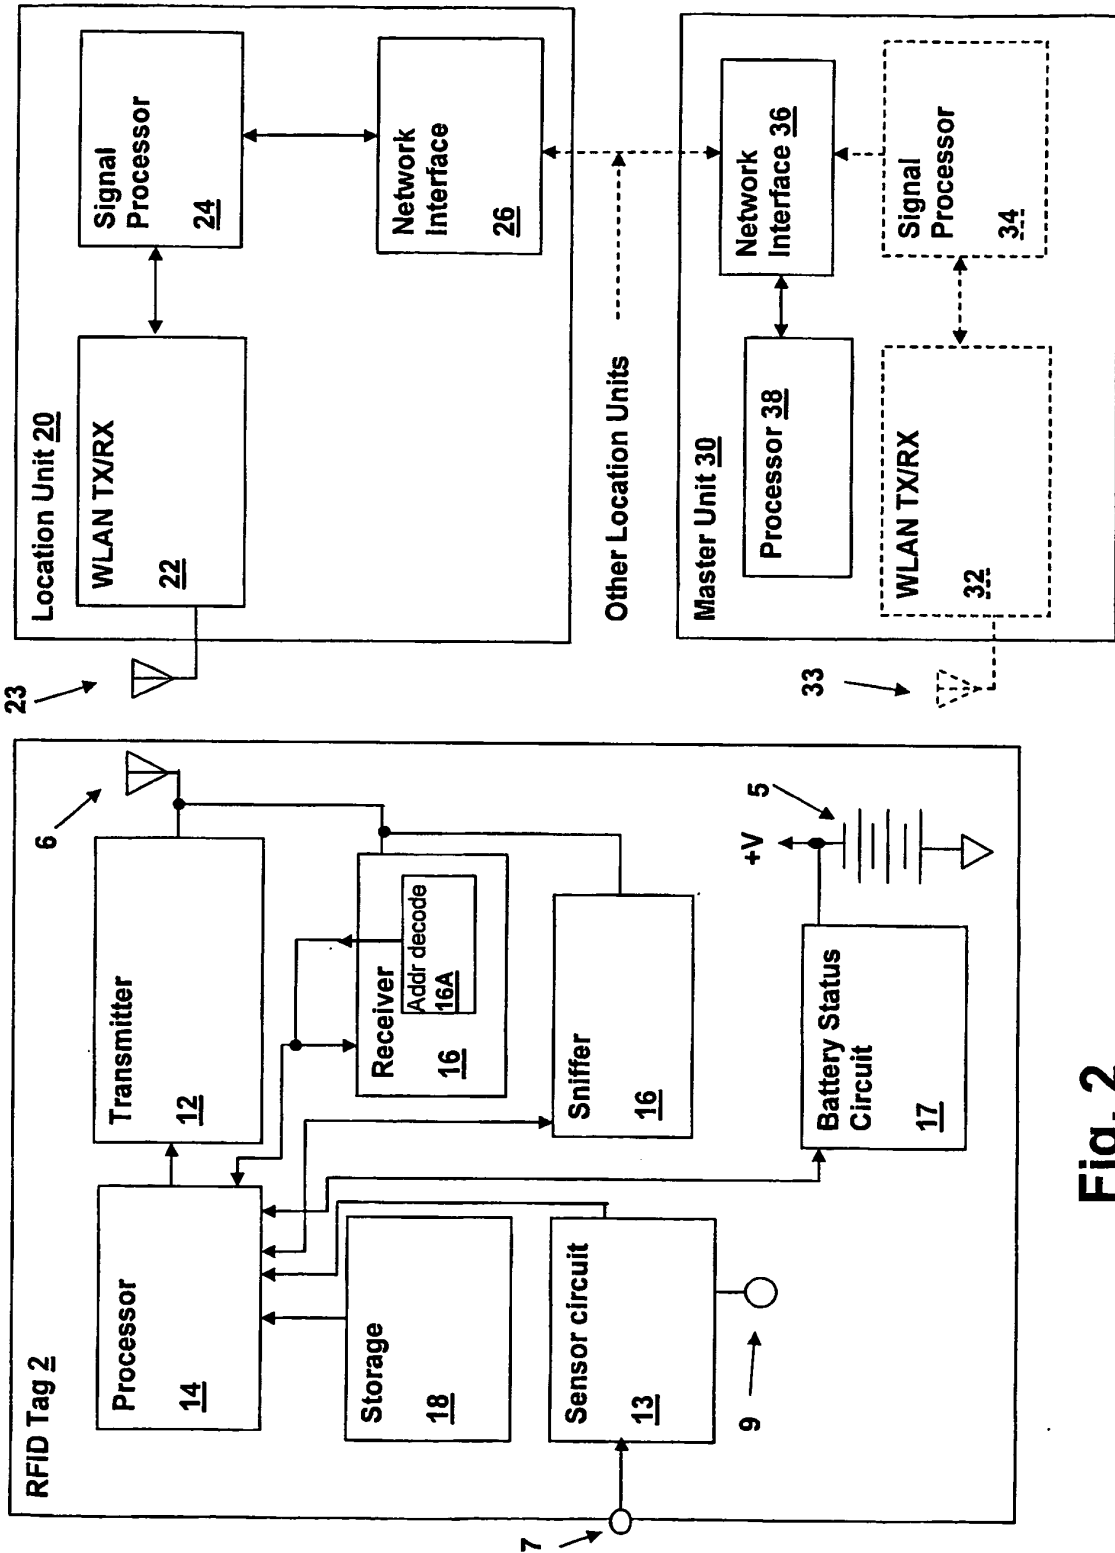 RFID Tag 2
Processor
14
Transmitter
12
6
Storage
18
Receiver
16
Addr decode
16A
Sensor circuit
13
Sniffer
16
7
9
Battery Status
Circuit
17
+V
5
23
Location Unit 20
WLAN TX/RX
22
Signal
Processor
24
Network
Interface
26
Other Location Units
Master Unit 30
Processor 38
Network
Interface 36
33
WLAN TX/RX
32
Signal
Processor
34
Fig. 2